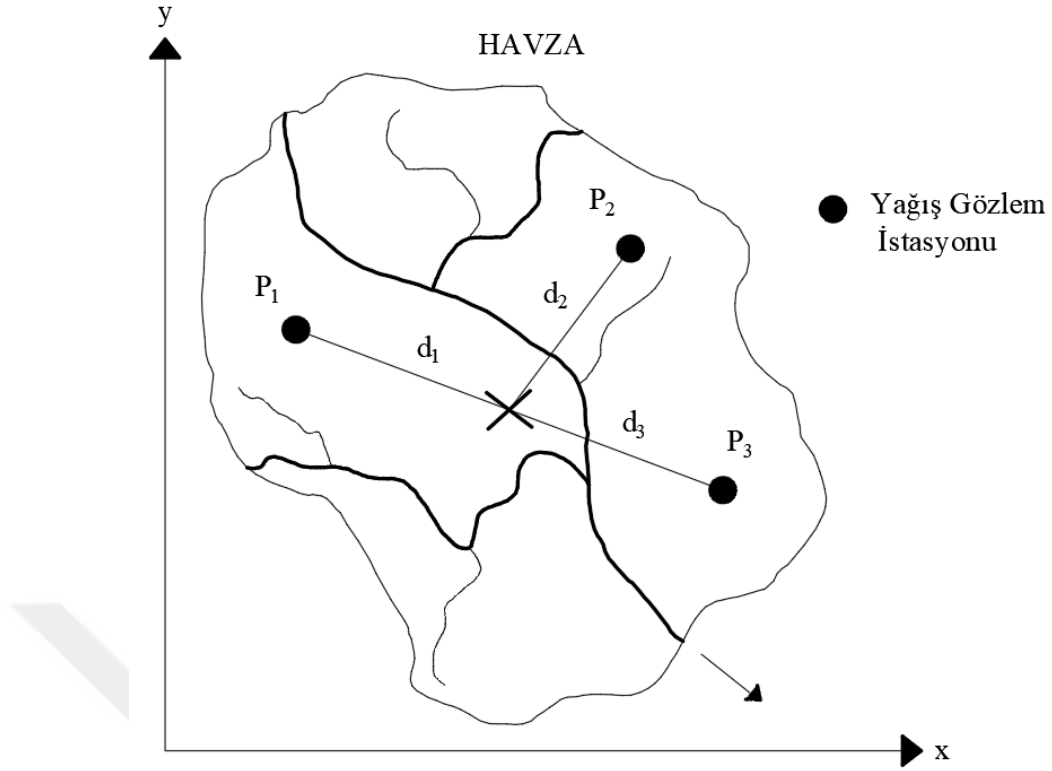 y
HAVZA
P₂
Yağış Gözlem
İstasyonu
P₁
d₂
d₁
d₃
P₃
x